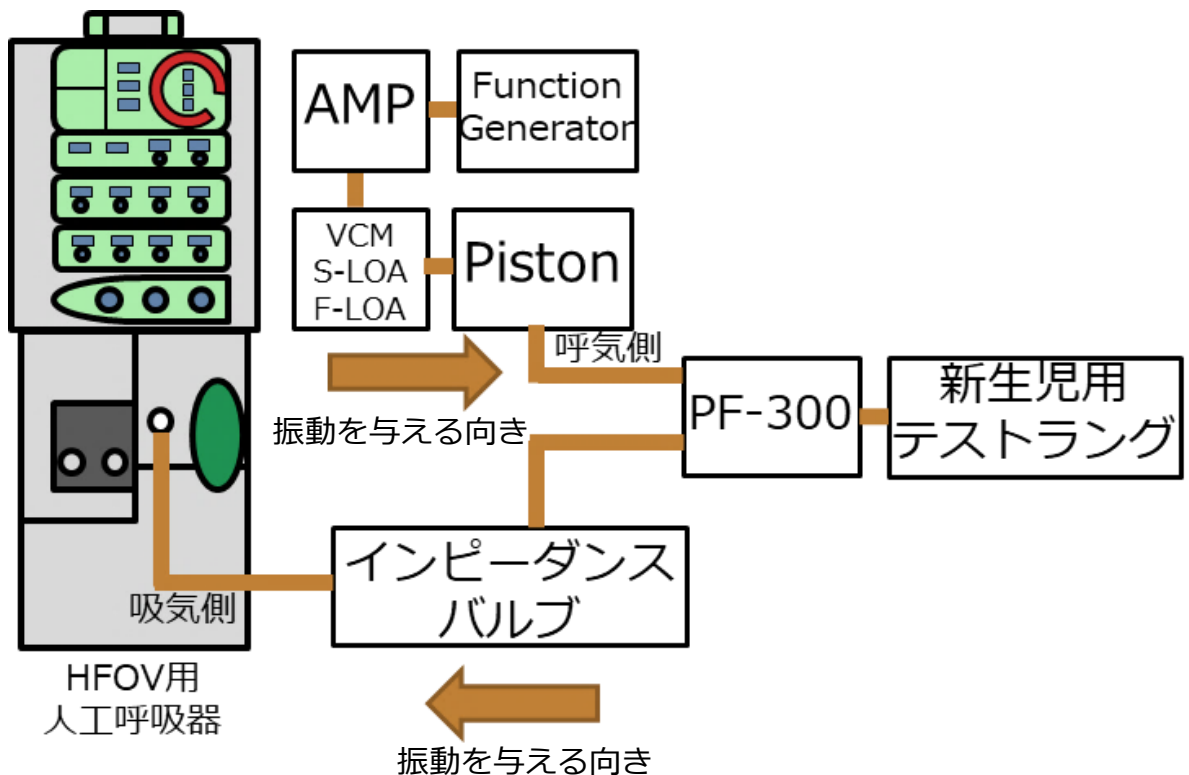 AMP
Function
Generator
VCM
S-LOA
F-LOA
Piston
呼気側
振動を与える向き
PF-300
新生児用
テストラング
インピーダンス
バルブ
吸気側
HFOV用
人工呼吸器
振動を与える向き